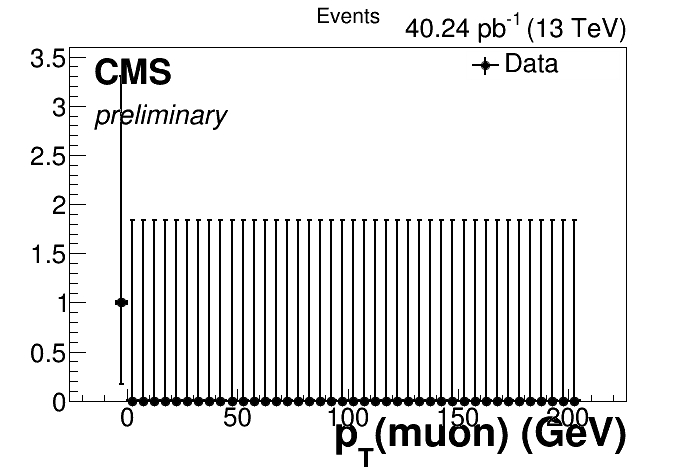 Events
40.24 pb-1 (13 TeV)
CMS
preliminary
Data
3.5
3
2.5
2
1.5
1
0.5
0
0 50 100 150 200
pT(muon) (GeV)